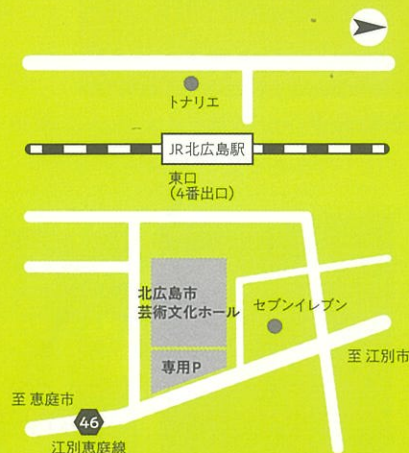 トナリエ
JR北広島駅
東口
(4番出口)
北広島市
芸術文化ホール
セブンイレブン
専用P
至 江別市
至 恵庭市
46
江別恵庭線